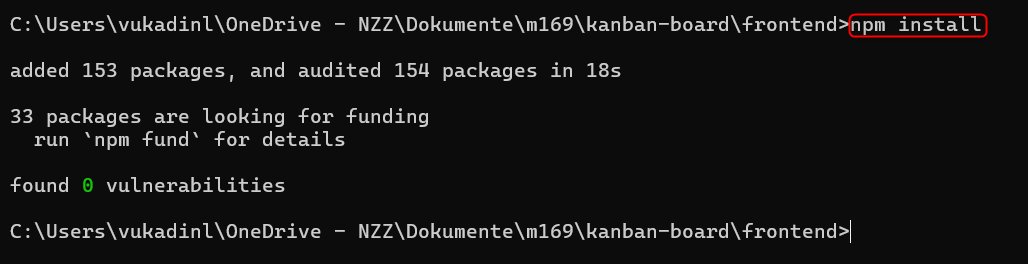 C:\Users\vukadinl\OneDrive - NZZ\Dokumente\m169\kanban-board\frontend>npm install
added 153 packages, and audited 154 packages in 18s
33 packages are looking for funding
  run `npm fund` for details
found 0 vulnerabilities
C:\Users\vukadinl\OneDrive - NZZ\Dokumente\m169\kanban-board\frontend>